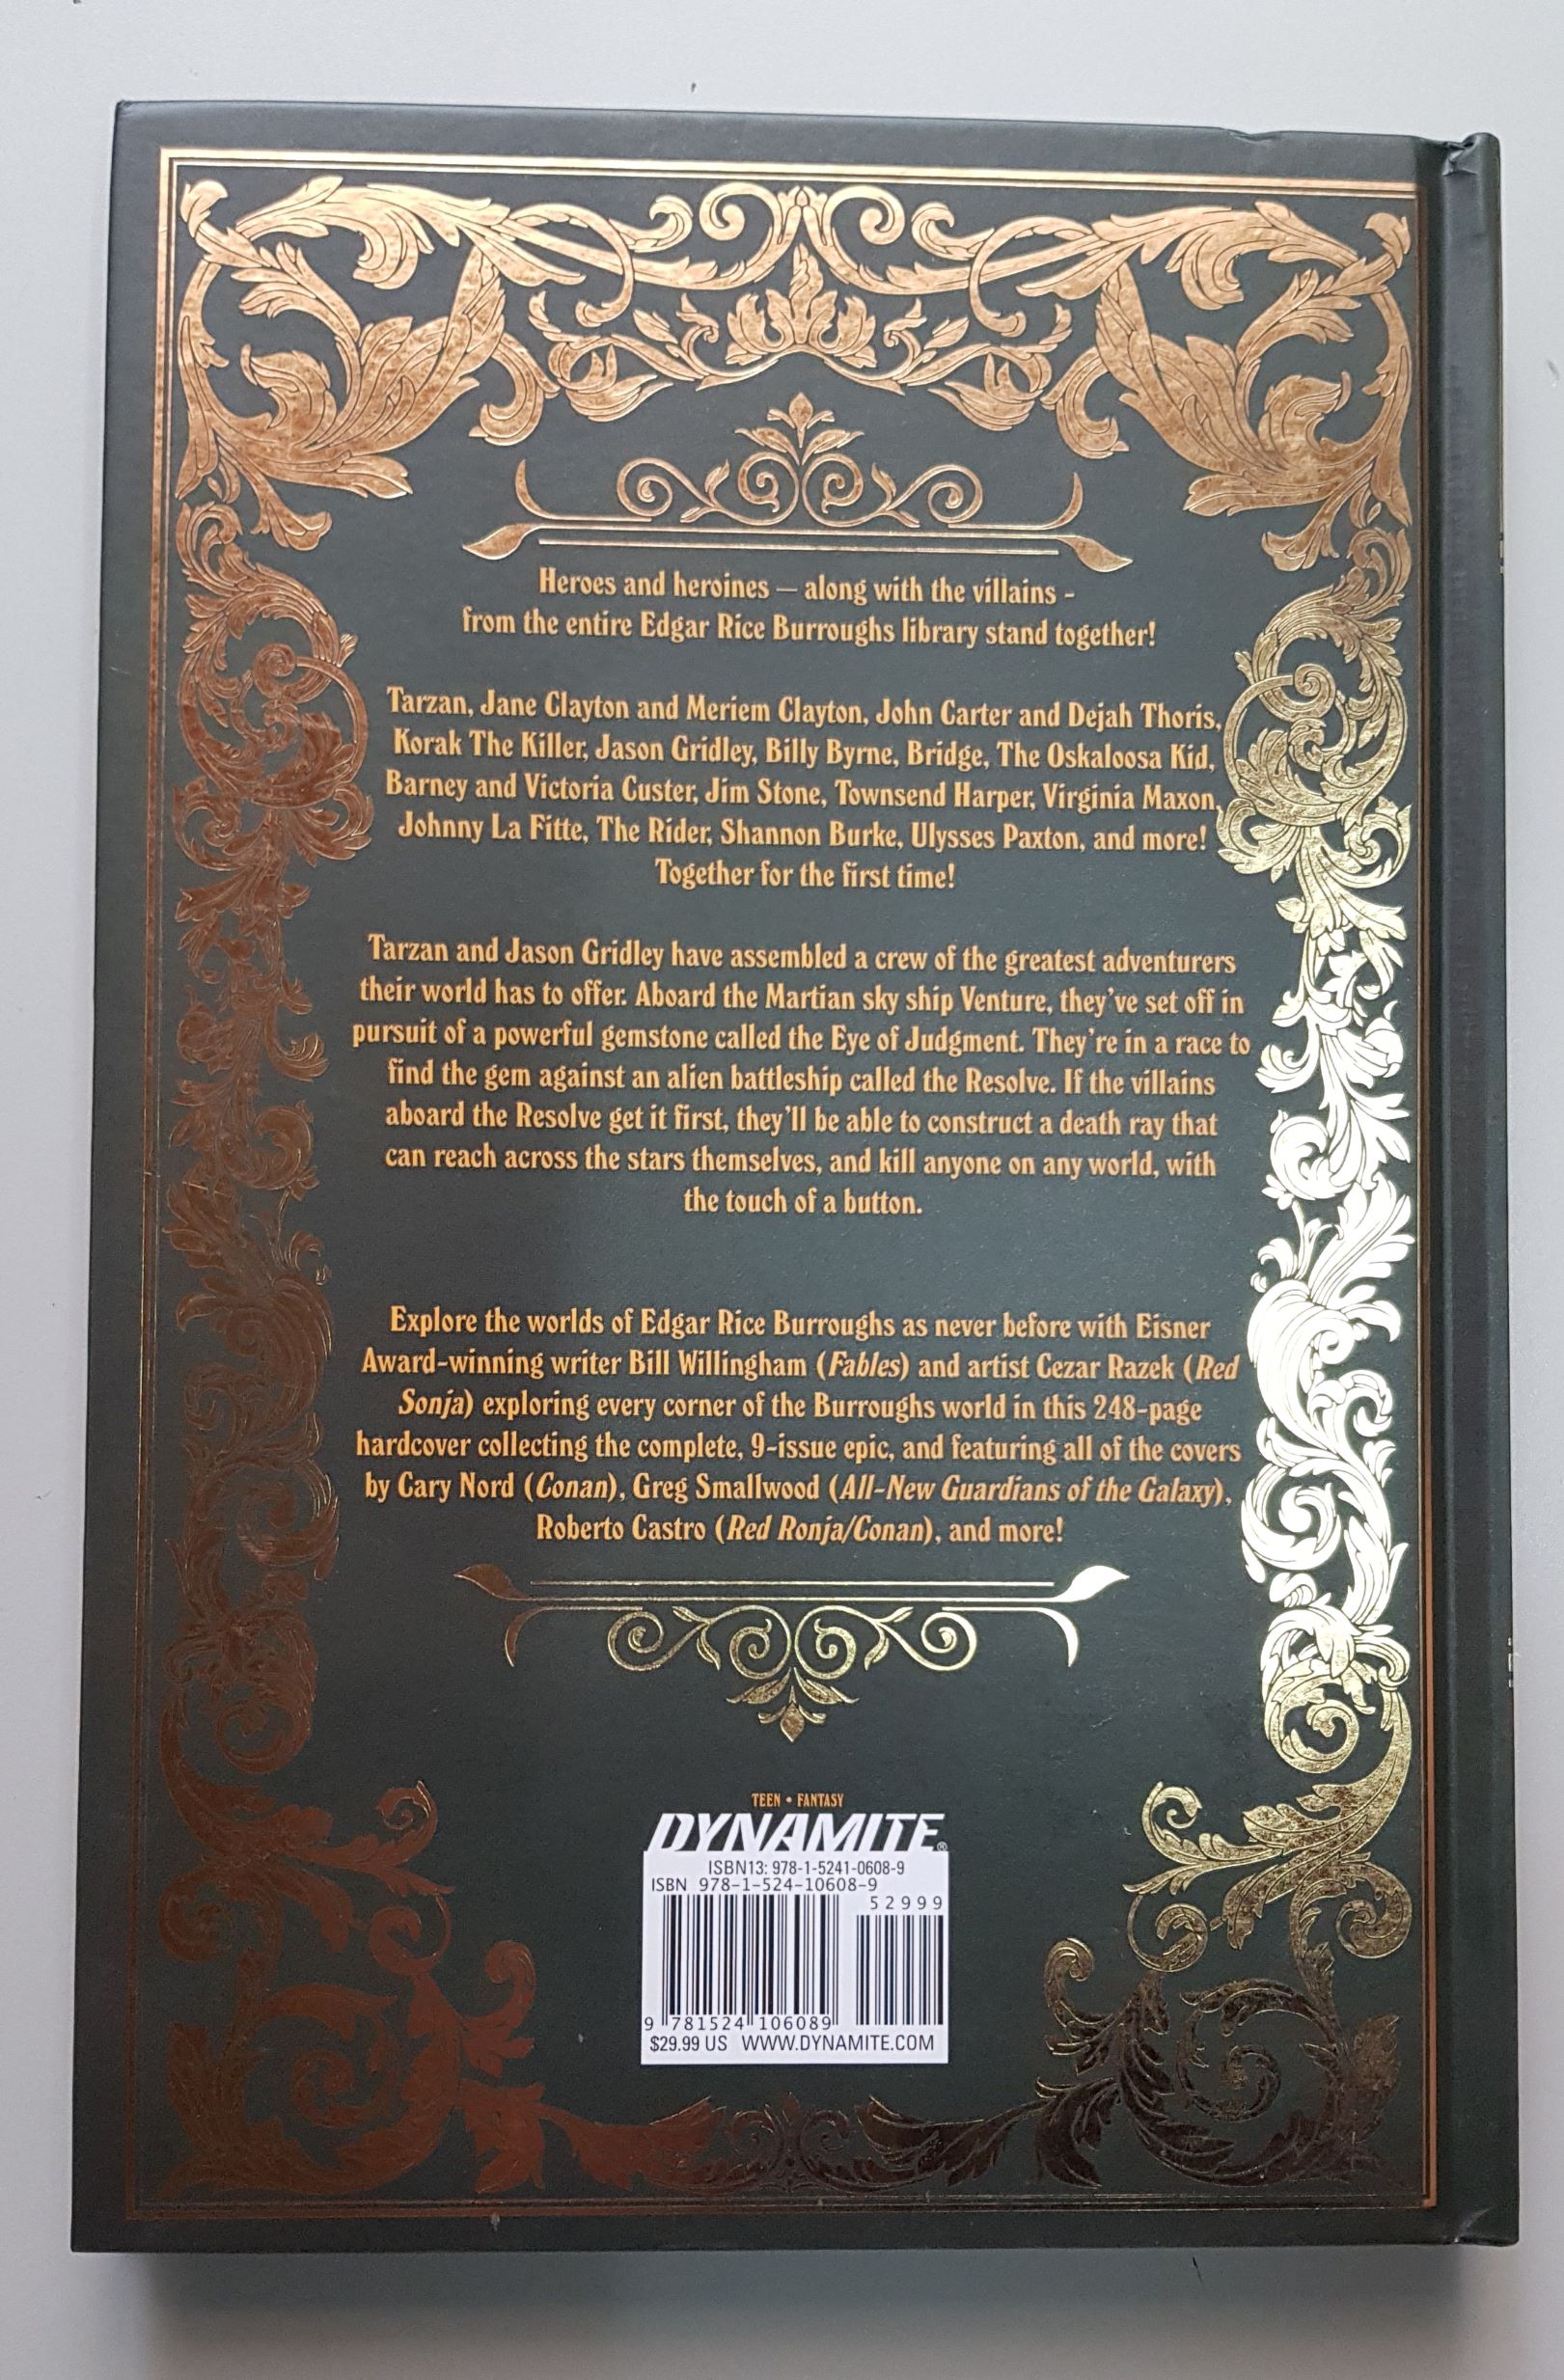 Heroes and heroines — along with the villains -
from the entire Edgar Rice Burroughs library stand together!
Tarzan, Jane Clayton and Meriem Clayton, John Carter and Dejah Thoris,
Korak The Killer, Jason Gridley, Billy Byrne, Bridge, The Oskaloosa Kid,
Barney and Victoria Custer, Jim Stone, Townsend Harper, Virginia Maxon,
Johnny La Fitte, The Rider, Shannon Burke, Ulysses Paxton, and more!
Together for the first time!
Tarzan and Jason Gridley have assembled a crew of the greatest adventurers
their world has to offer. Aboard the Martian sky ship Venture, they've set off in
pursuit of a powerful gemstone called the Eye of Judgment. They're in a race to
find the gem against an alien battleship called the Resolve. If the villains
aboard the Resolve get it first, they'll be able to construct a death ray that
can reach across the stars themselves, and kill anyone on any world, with
the touch of a button.
Explore the worlds of Edgar Rice Burroughs as never before with Eisner
Award-winning writer Bill Willingham (Fables) and artist Cezar Razek (Red
Sonja) exploring every corner of the Burroughs world in this 248-page
hardcover collecting the complete, 9-issue epic, and featuring all of the covers
by Cary Nord (Conan), Greg Smallwood (All-New Guardians of the Galaxy),
Roberto Castro (Red Ronja/Conan), and more!
TEEN • FANTASY
DYNAMITE®
ISBN13: 978-1-5241-0608-9
ISBN 978-1-524-10608-9
52999
9 781524 106089
$29.99 US WWW.DYNAMITE.COM